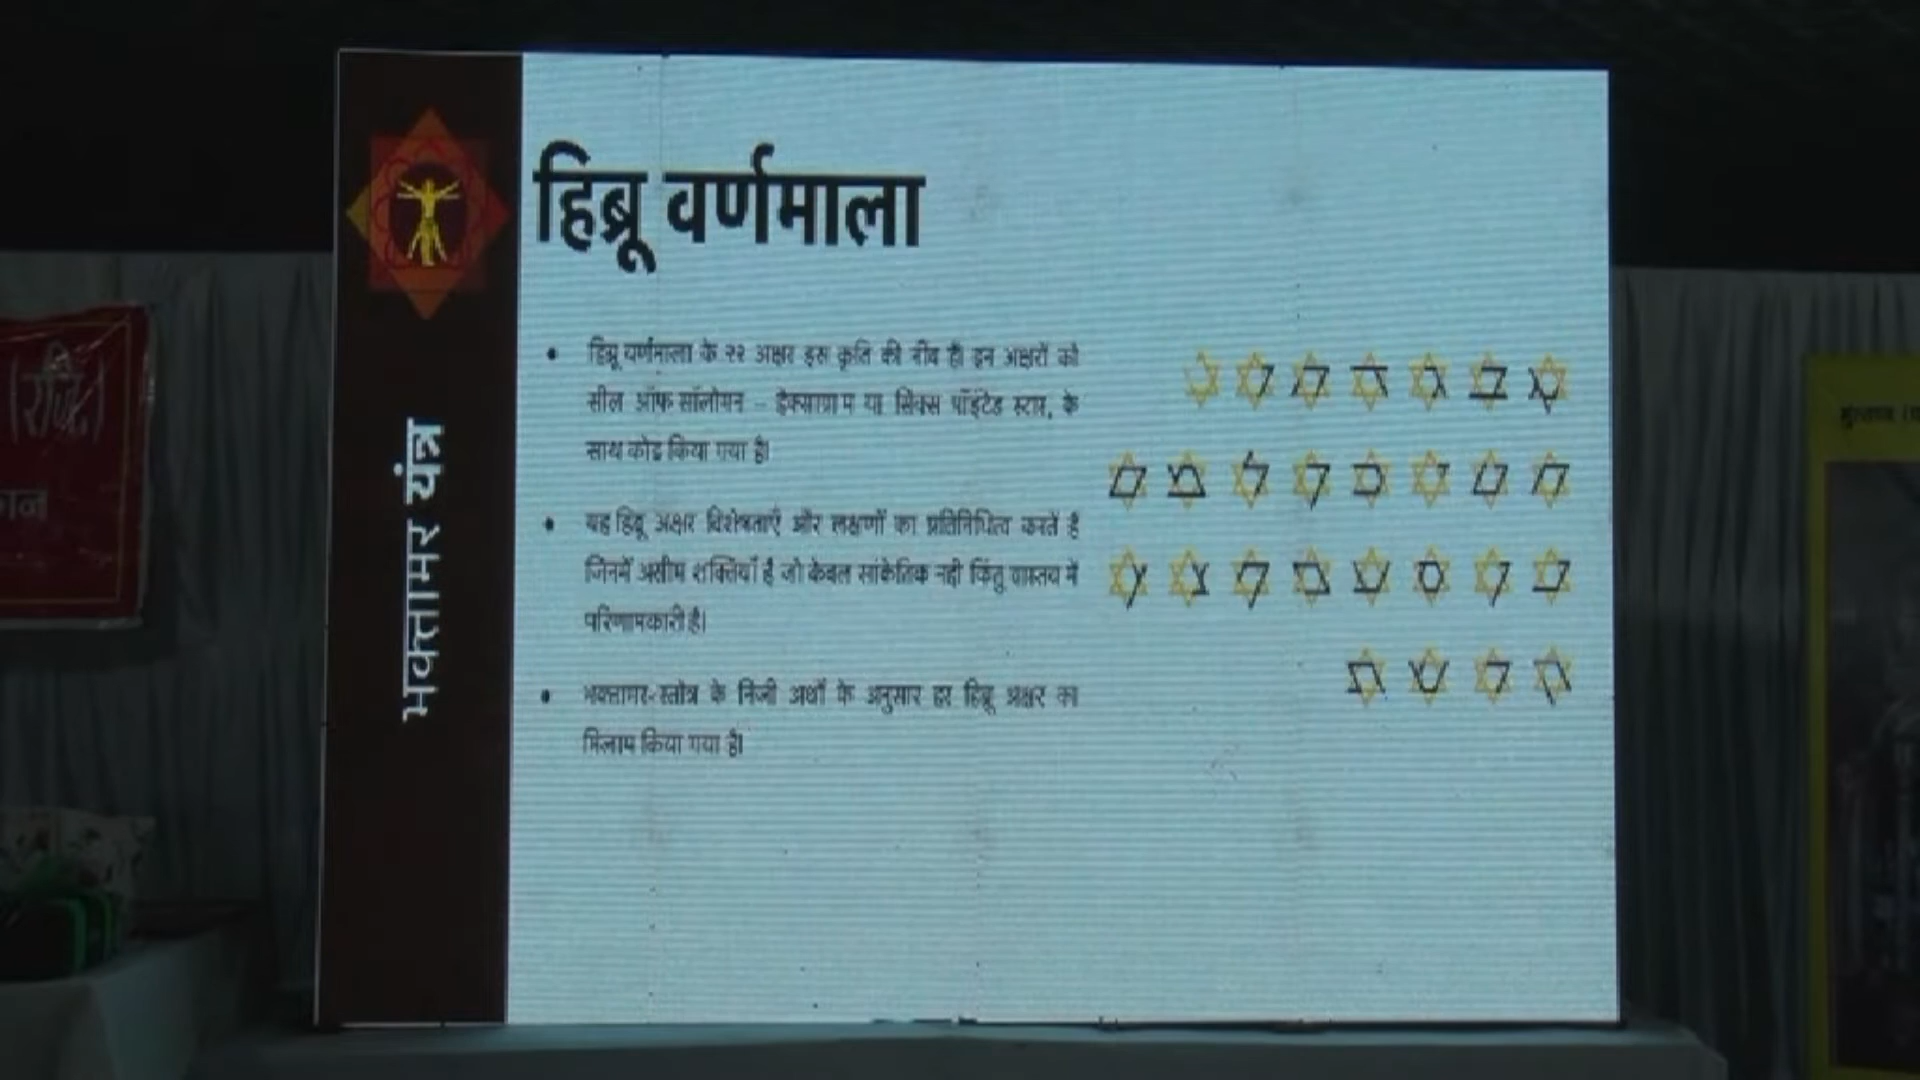 हिब्रू वर्णमाला
भक्तामर यंत्र
हिब्रू वर्णमाला के २२ अक्षर इस कृति की नींव है। इन अक्षरों को
सील ऑफ सॉलोमन – हेक्साग्राम या सिक्स पॉइंटेड स्टार, के
साथ कोड किया गया है।
यह हिब्रू अक्षर विशेषताएँ और लक्षणों का प्रतिनिधित्व करते है
जिनमें असीम शक्तियाँ है जो केवल सांकेतिक नही किंतु वास्तव में
परिणामकारी है।
भक्तामर-स्तोत्र के निजी अर्थों के अनुसार हर हिब्रू अक्षर का
मिलाप किया गया है।
(रजि.)